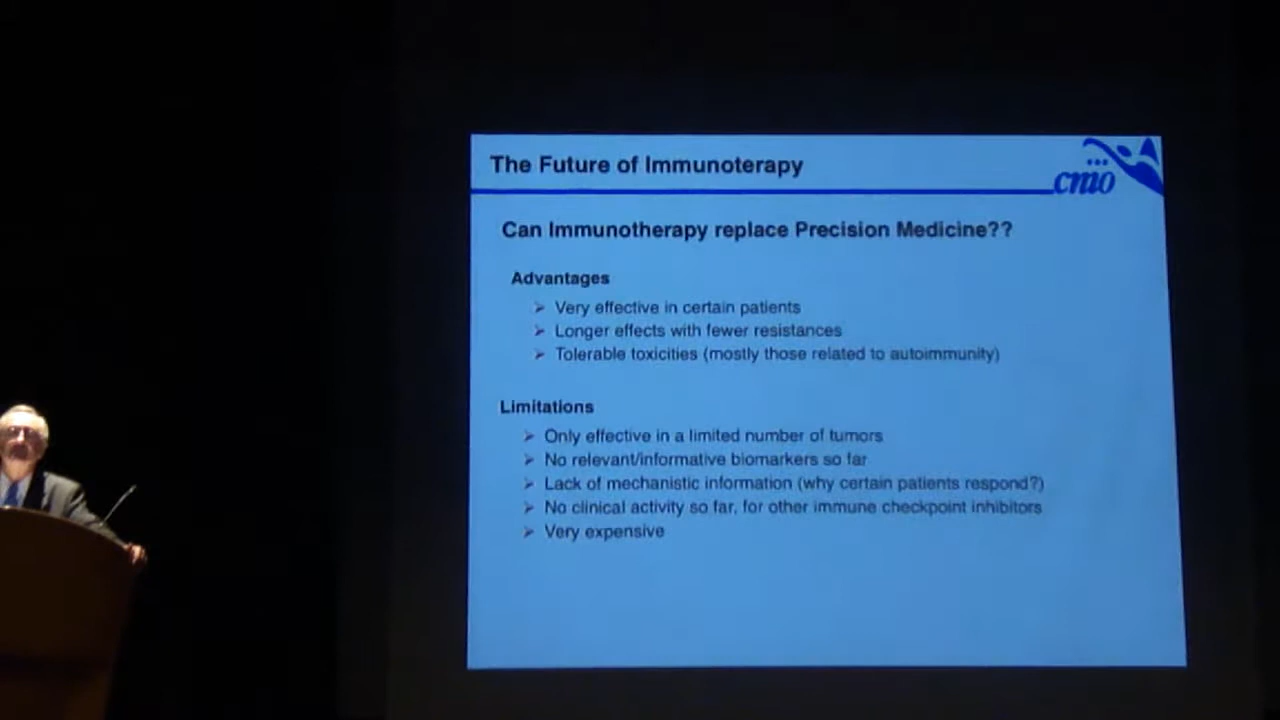 The Future of Immunoterapy
cnio
Can Immunotherapy replace Precision Medicine??
Advantages
➢ Very effective in certain patients
➢ Longer effects with fewer resistances
➢ Tolerable toxicities (mostly those related to autoimmunity)
Limitations
➢ Only effective in a limited number of tumors
➢ No relevant/informative biomarkers so far
➢ Lack of mechanistic information (why certain patients respond?)
➢ No clinical activity so far, for other immune checkpoint inhibitors
➢ Very expensive